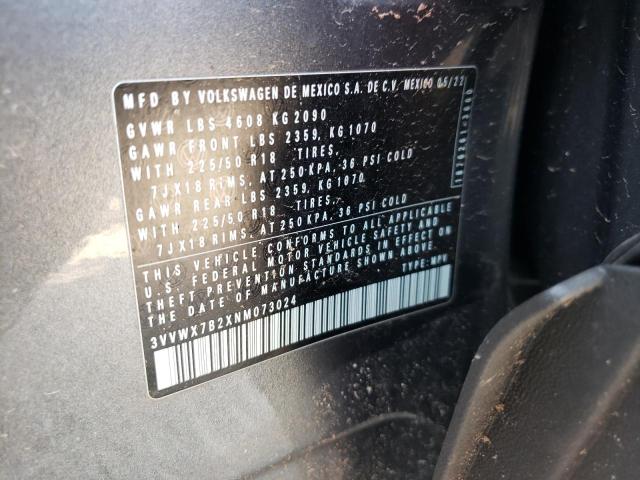 MFD BY VOLKSWAGEN DE MEXICO S.A. DE C.V. MEXICO 05/22
GVWR LBS 4608 KG 2090
GAWR FRONT LBS 2359, KG 1070
WITH 225/50 R18 TIRES,
7JX18 RIMS, AT 250 KPA, 36 PSI COLD
GAWR REAR LBS 2359, KG 1070
WITH 225/50 R18 TIRES,
7JX18 RIMS, AT 250 KPA, 36 PSI COLD
THIS VEHICLE CONFORMS TO ALL APPLICABLE
U.S. FEDERAL MOTOR VEHICLE SAFETY AND
THEFT PREVENTION STANDARDS IN EFFECT ON
DATE OF MANUFACTURE SHOWN ABOVE
3VVWX7B2XNM073024 TYPE: MPV